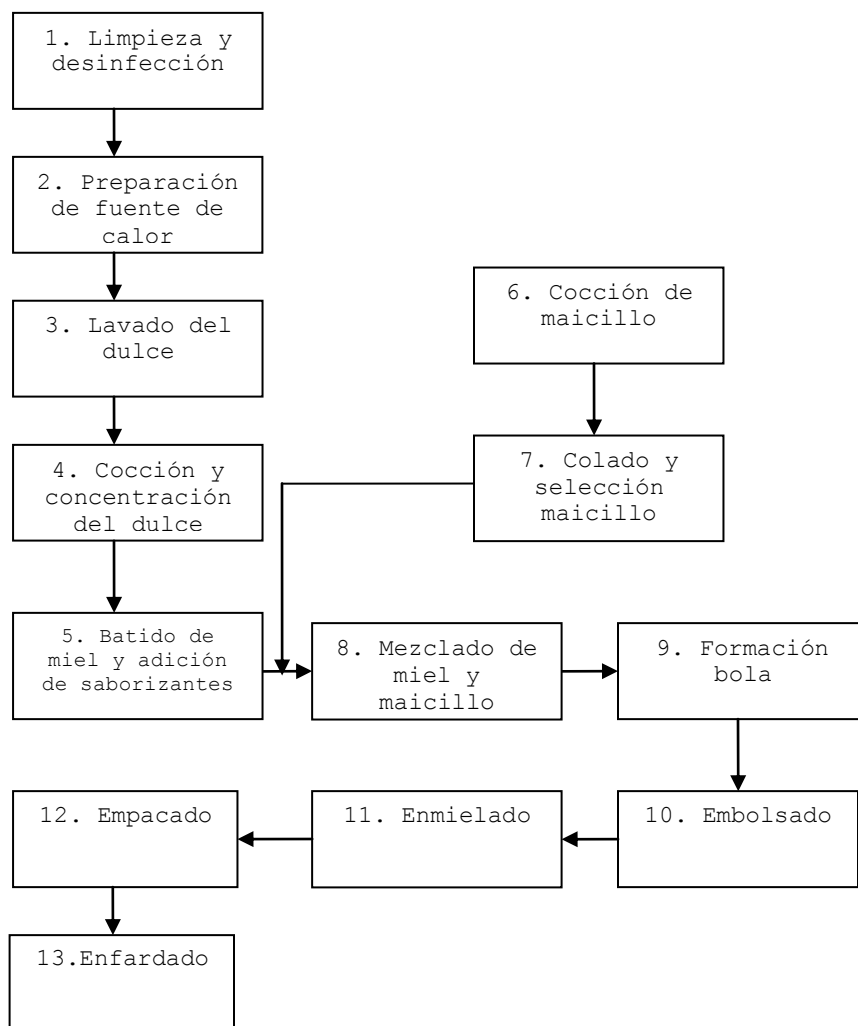 1. Limpieza y
desinfección
2. Preparación
de fuente de
calor
3. Lavado del
dulce
4. Cocción y
concentración
del dulce
5. Batido de
miel y adición
de saborizantes
6. Cocción de
maicillo
7. Colado y
selección
maicillo
8. Mezclado de
miel y
maicillo
9. Formación
bola
10. Embolsado
11. Enmielado
12. Empacado
13.Enfardado